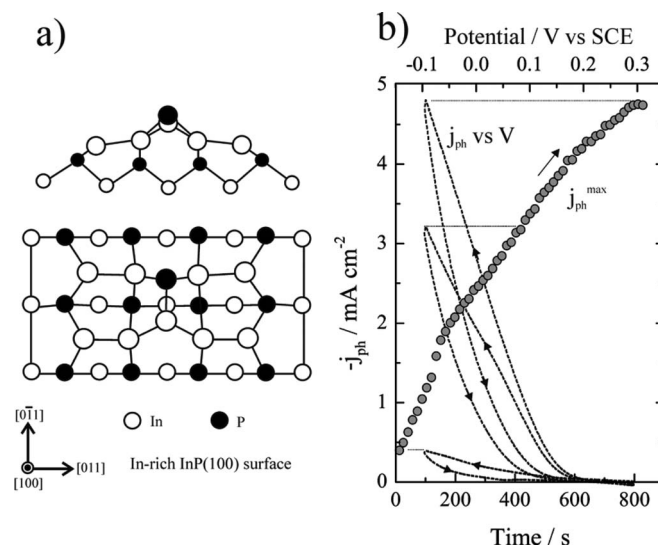 a)
In
P
[01̄1]
[011]
[100]
In-rich InP(100) surface
b)
Potential / V vs SCE
-0.1 0.0 0.1 0.2 0.3
5
4
3
2
1
0
-j_ph / mA cm⁻²
j_ph vs V
j_ph^max
0 200 400 600 800
Time / s